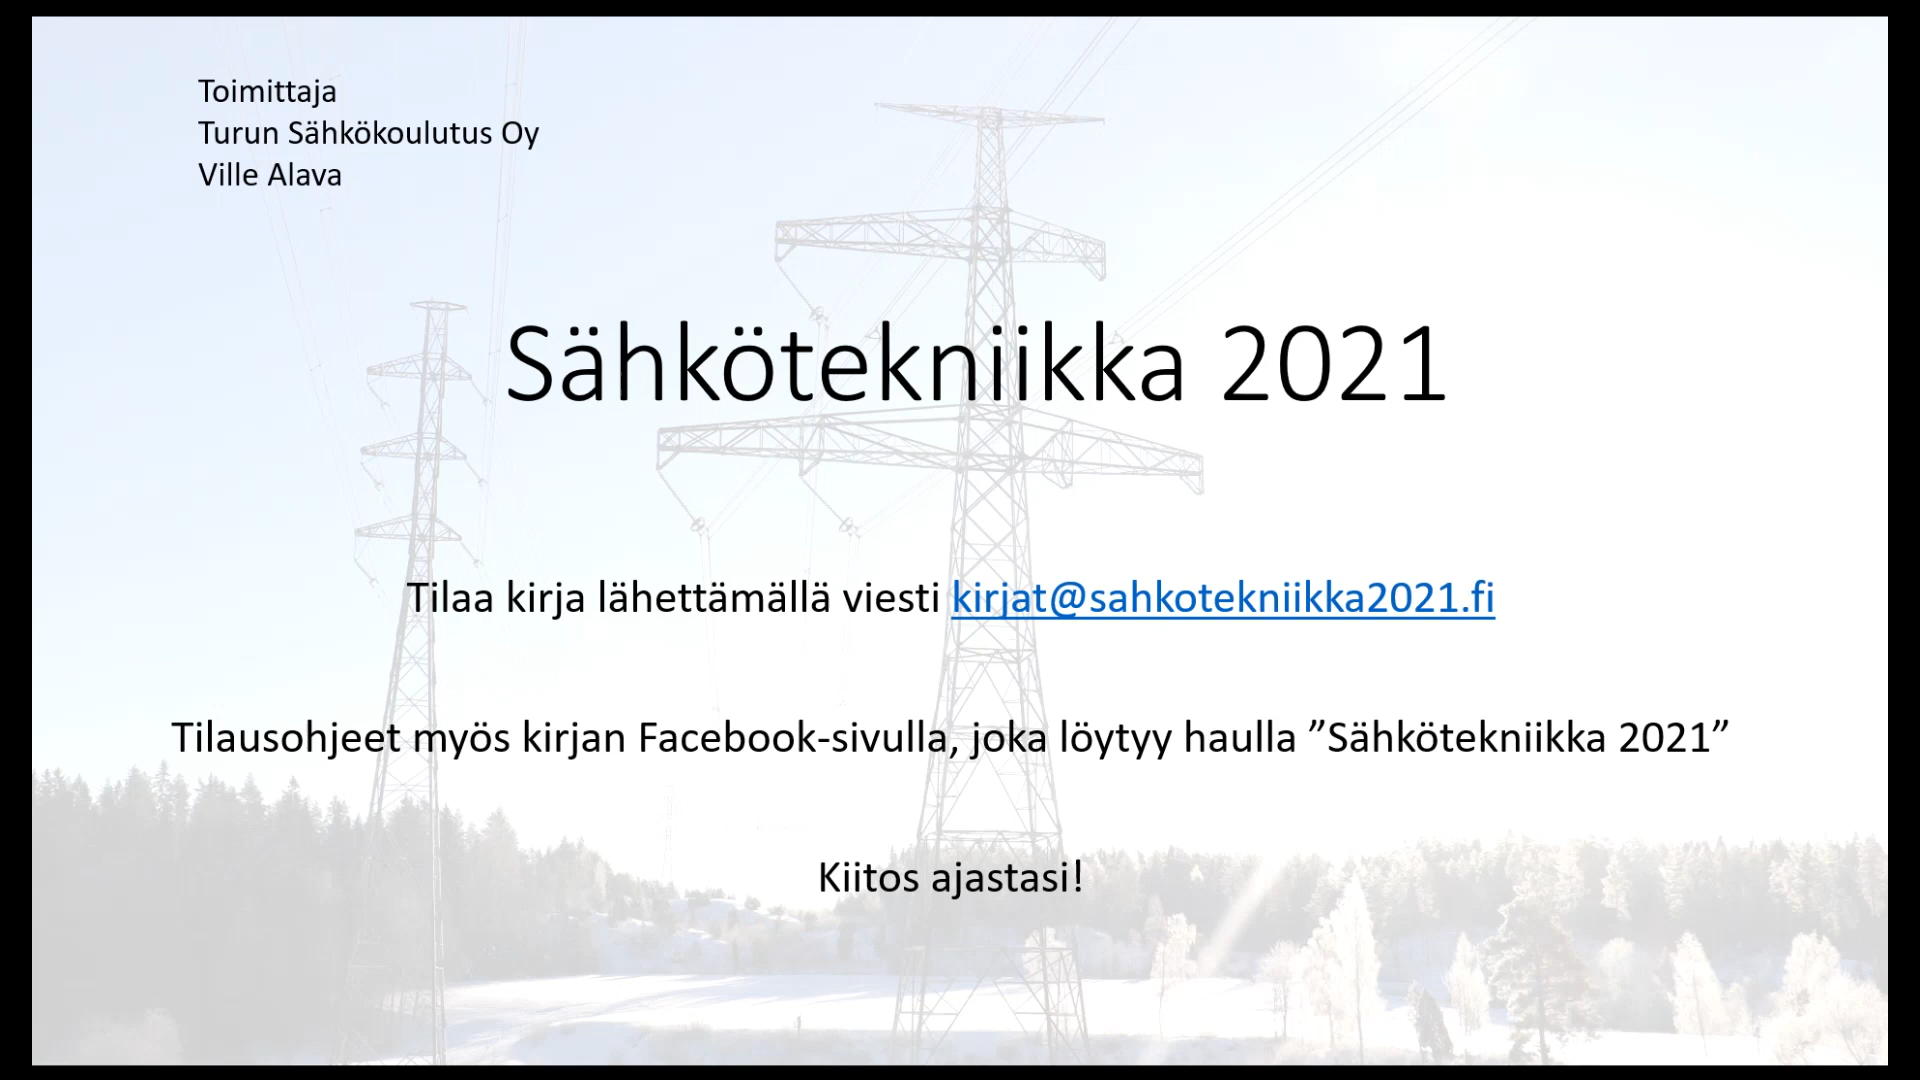 Toimittaja
Turun Sähkökoulutus Oy
Ville Alava
Sähkötekniikka 2021
Tilaa kirja lähettämällä viesti kirjat@sahkotekniikka2021.fi
Tilausohjeet myös kirjan Facebook-sivulla, joka löytyy haulla ”Sähkötekniikka 2021”
Kiitos ajastasi!